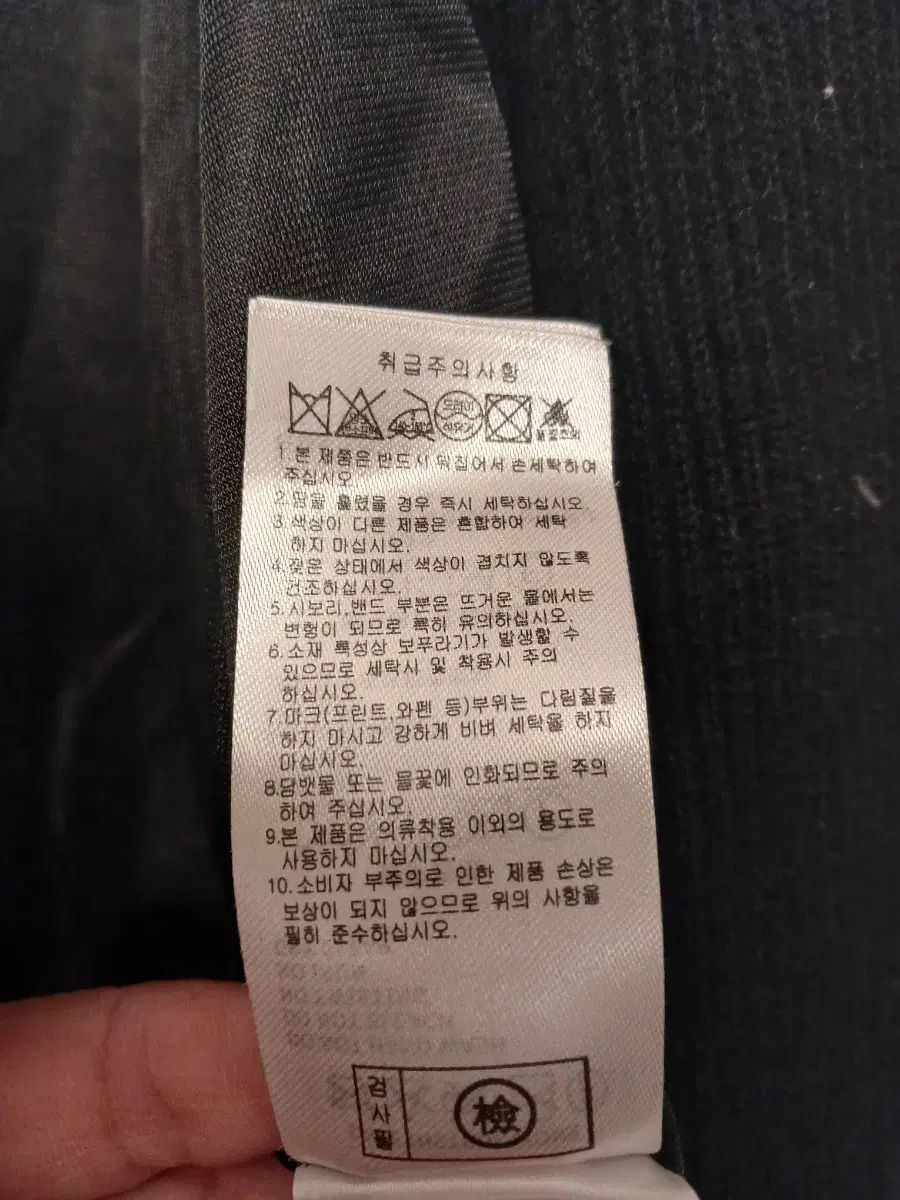 취급주의사항
드라이
1.본 제품은 반드시 뒤집어서 손세탁하여
주십시오.
2.땀을 흘렸을 경우 즉시 세탁하십시오.
3.색상이 다른 제품은 혼합하여 세탁
하지 마십시오.
4.젖은 상태에서 색상이 겹치지 않도록
건조하십시오.
5.시보리,밴드 부분은 뜨거운 물에서는
변형이 되므로 특히 유의하십시오.
6.소재 특성상 보푸라기가 발생할 수
있으므로 세탁시 및 착용시 주의
하십시오.
7.마크(프린트,와펜 등)부위는 다림질을
하지 마시고 강하게 비벼 세탁을 하지
마십시오.
8.담뱃불 또는 불꽃에 인화되므로 주의
하여 주십시오.
9.본 제품은 의류착용 이외의 용도로
사용하지 마십시오.
10.소비자 부주의로 인한 제품 손상은
보상이 되지 않으므로 위의 사항을
필히 준수하십시오.
검사필
檢